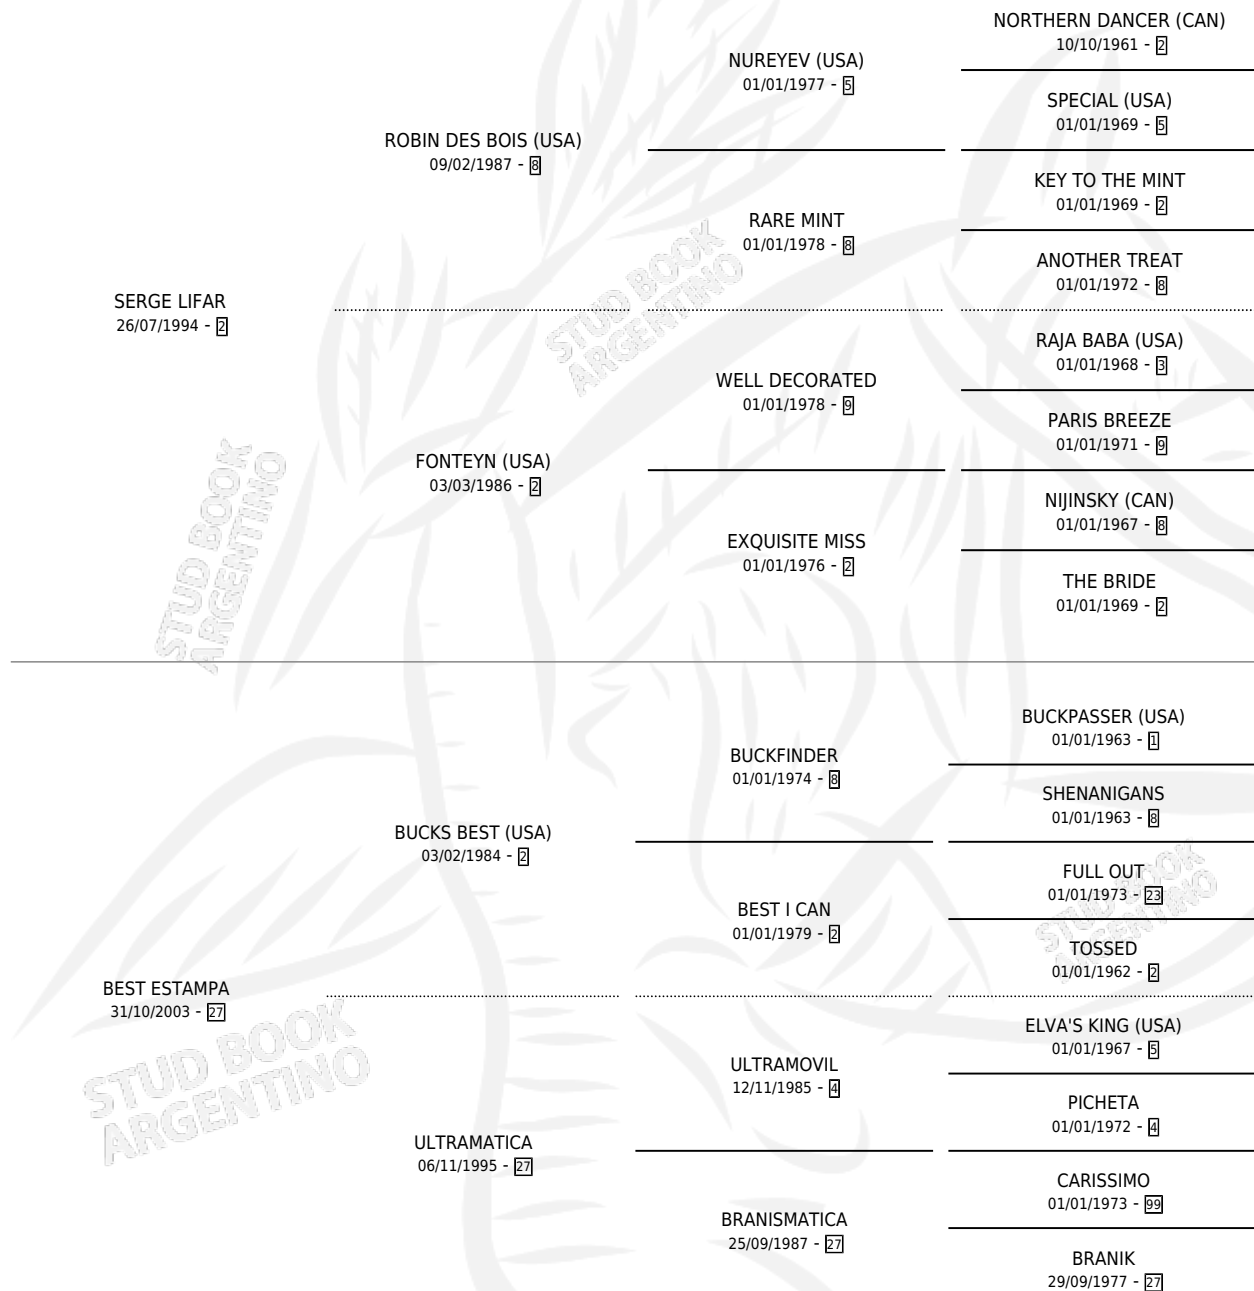 NORTHERN DANCER (CAN)
10/10/1961 - 2
NUREYEV (USA)
01/01/1977 - 5
SPECIAL (USA)
01/01/1969 - 5
ROBIN DES BOIS (USA)
09/02/1987 - 8
KEY TO THE MINT
01/01/1969 - 2
RARE MINT
01/01/1978 - 8
ANOTHER TREAT
01/01/1972 - 8
SERGE LIFAR
26/07/1994 - 2
STUD BOOK
ARGENTINO
RAJA BABA (USA)
01/01/1968 - 3
WELL DECORATED
01/01/1978 - 9
PARIS BREEZE
01/01/1971 - 9
FONTEYN (USA)
03/03/1986 - 2
NIJINSKY (CAN)
01/01/1967 - 8
EXQUISITE MISS
01/01/1976 - 2
THE BRIDE
01/01/1969 - 2
STUD BOOK
ARGENTINO
BUCKPASSER (USA)
01/01/1963 - 1
BUCKFINDER
01/01/1974 - 8
SHENANIGANS
01/01/1963 - 8
BUCKS BEST (USA)
03/02/1984 - 2
FULL OUT
01/01/1973 - 23
BEST I CAN
01/01/1979 - 2
TOSSED
01/01/1962 - 2
STUD BOOK
ARGENTINO
BEST ESTAMPA
31/10/2003 - 27
ELVA'S KING (USA)
01/01/1967 - 5
ULTRAMOVIL
12/11/1985 - 4
PICHETA
01/01/1972 - 4
STUD BOOK
ARGENTINO
ULTRAMATICA
06/11/1995 - 27
CARISSIMO
01/01/1973 - 99
BRANISMATICA
25/09/1987 - 27
BRANIK
29/09/1977 - 27